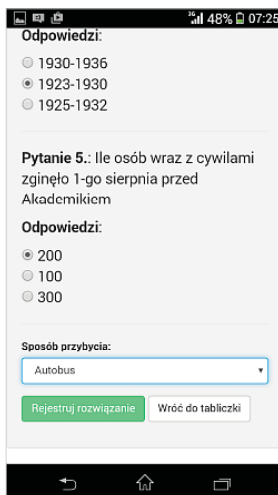 3G 48% 07:25
Odpowiedzi:
1930-1936
1923-1930
1925-1932
Pytanie 5.: Ile osób wraz z cywilami
zginęło 1-go sierpnia przed
Akademikiem
Odpowiedzi:
200
100
300
Sposób przybycia:
Autobus
Rejestruj rozwiązanie Wróć do tabliczki